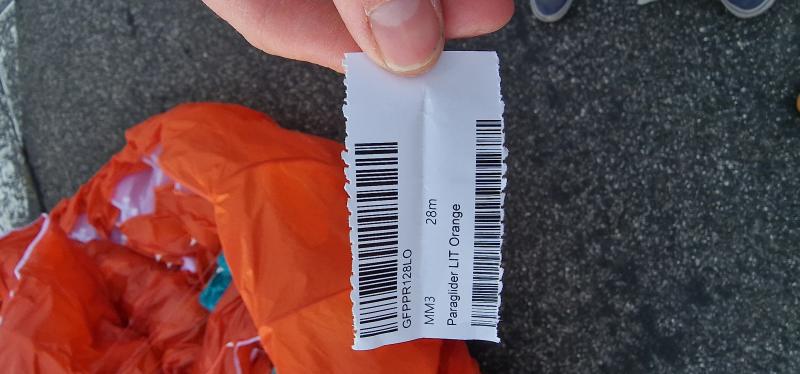 GFPPR128LO
MM3 28m
Paraglider LIT Orange